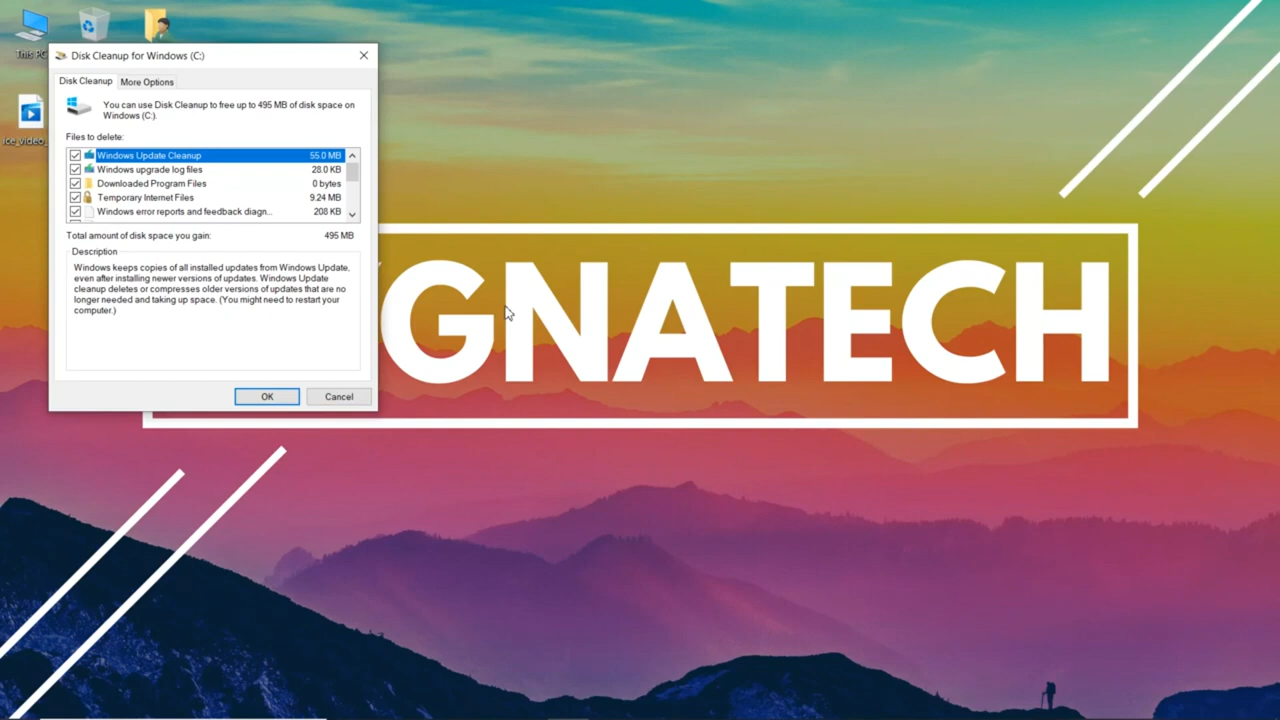 This PC
Disk Cleanup for Windows (C:)
Disk Cleanup
More Options
You can use Disk Cleanup to free up to 495 MB of disk space on
Windows (C:).
Files to delete:
Windows Update Cleanup 55.0 MB
Windows upgrade log files 28.0 KB
Downloaded Program Files 0 bytes
Temporary Internet Files 9.24 MB
Windows error reports and feedback diagn... 208 KB
Total amount of disk space you gain: 495 MB
Description
Windows keeps copies of all installed updates from Windows Update,
even after installing newer versions of updates. Windows Update
cleanup deletes or compresses older versions of updates that are no
longer needed and taking up space. (You might need to restart your
computer.)
OK
Cancel
ice_video_
GNATECH